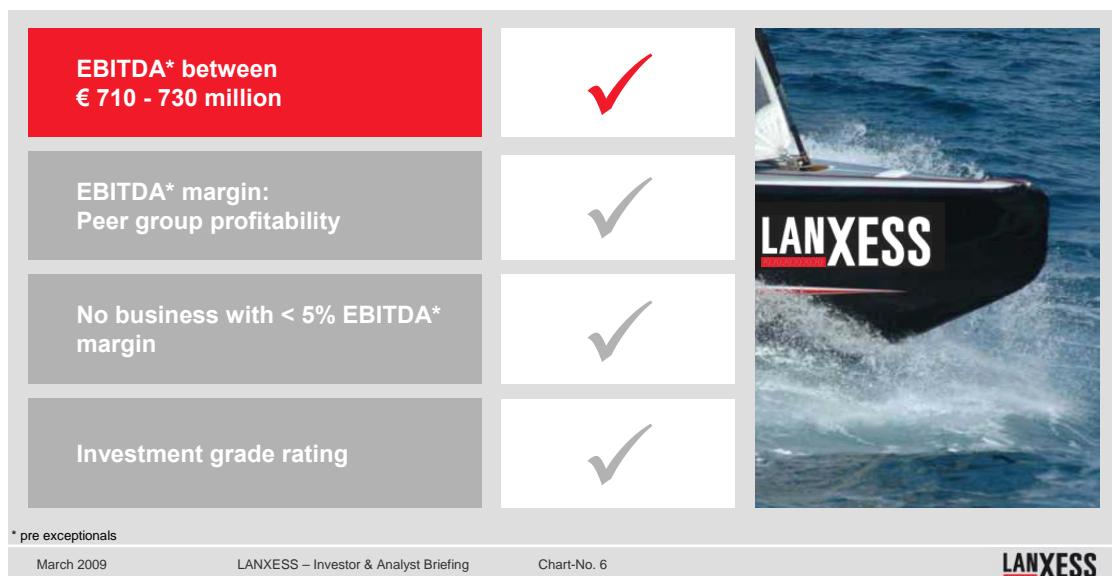 EBITDA* between
€ 710 - 730 million
EBITDA* margin:
Peer group profitability
LANXESS
No business with < 5% EBITDA*
margin
Investment grade rating
* pre exceptionals
March 2009
LANXESS – Investor & Analyst Briefing
Chart-No. 6
LANXESS